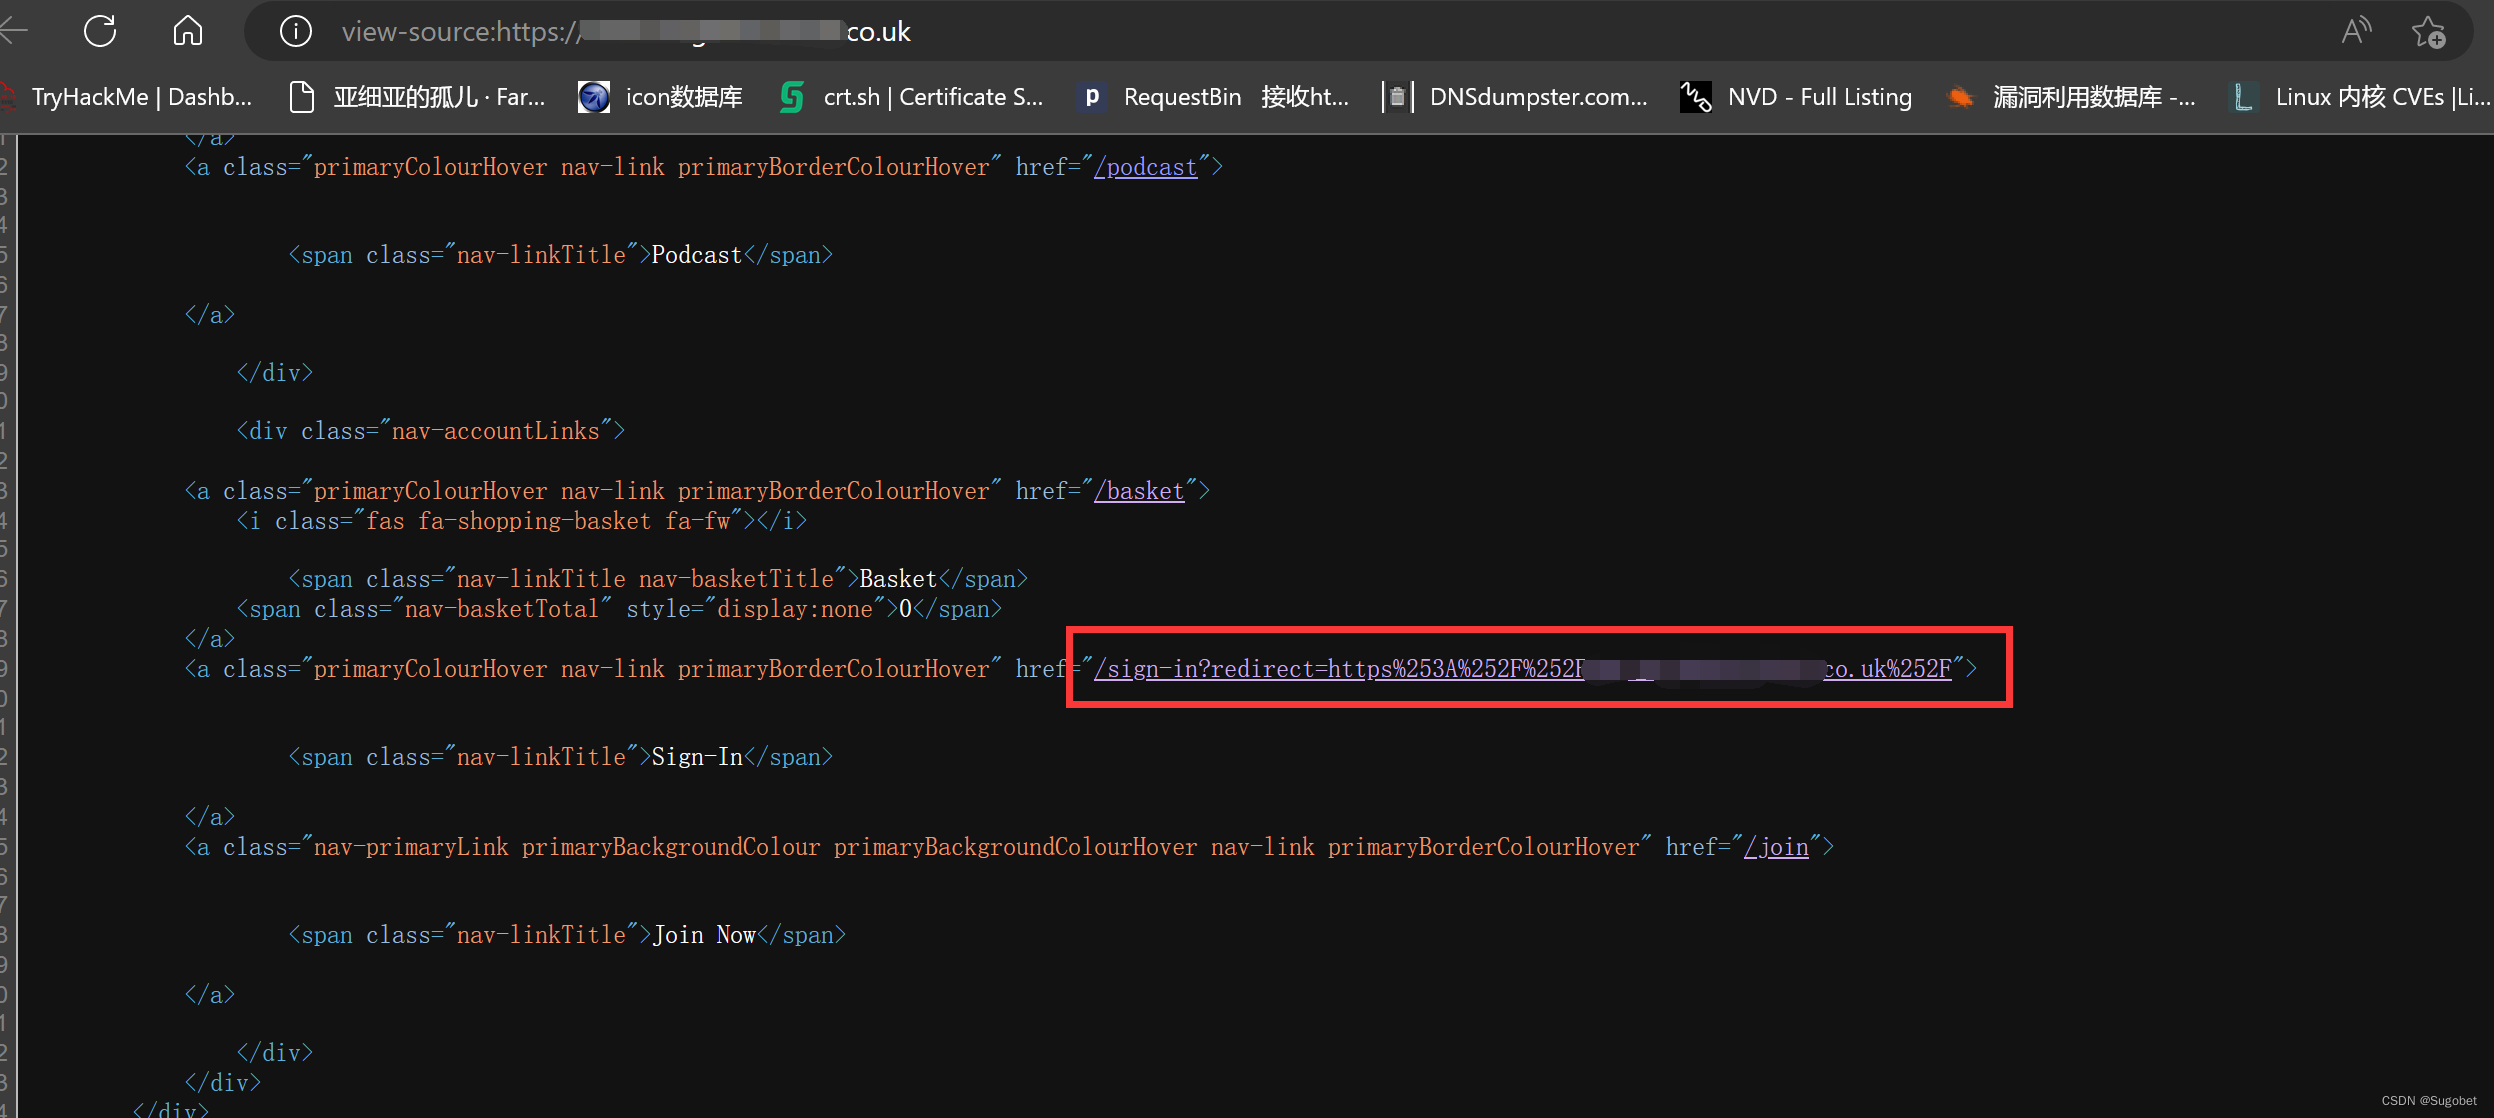 view-source:https:// co.uk
TryHackMe | Dashb... 亚细亚的孤儿 · Far... icon数据库 crt.sh | Certificate S... RequestBin 接收ht... DNSdumpster.com... NVD - Full Listing 漏洞利用数据库 -... Linux 内核 CVEs |Li...
</a>
<a class="primaryColourHover nav-link primaryBorderColourHover" href="/podcast">
<span class="nav-linkTitle">Podcast</span>
</a>
</div>
<div class="nav-accountLinks">
<a class="primaryColourHover nav-link primaryBorderColourHover" href="/basket">
<i class="fas fa-shopping-basket fa-fw"></i>
<span class="nav-linkTitle nav-basketTitle">Basket</span>
<span class="nav-basketTotal" style="display:none">0</span>
</a>
<a class="primaryColourHover nav-link primaryBorderColourHover" href="/sign-in?redirect=https%253A%252F%252F co.uk%252F">
<span class="nav-linkTitle">Sign-In</span>
</a>
<a class="nav-primaryLink primaryBackgroundColour primaryBackgroundColourHover nav-link primaryBorderColourHover" href="/join">
<span class="nav-linkTitle">Join Now</span>
</a>
</div>
</div>
</div>
CSDN @Sugobet